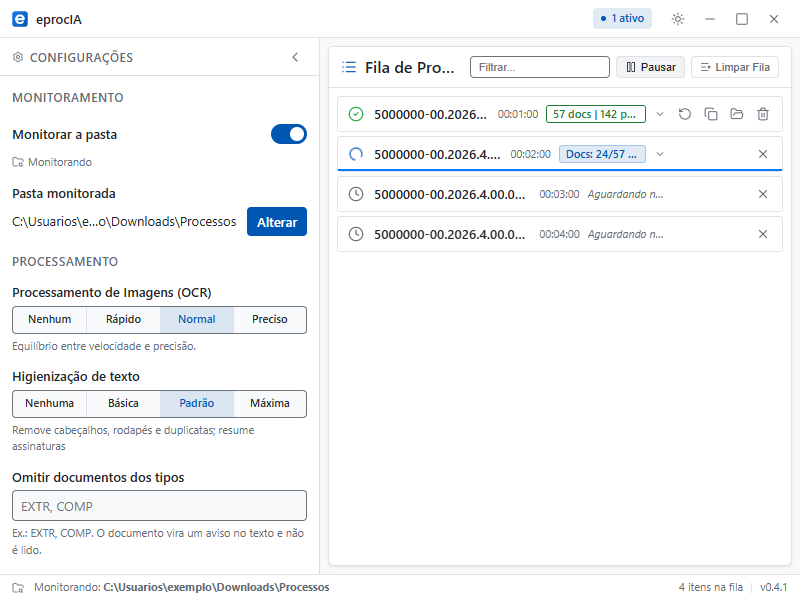 eprocIA
1 ativo
CONFIGURAÇÕES
MONITORAMENTO
Monitorar a pasta
Monitorando
Pasta monitorada
C:\Usuarios\e...o\Downloads\Processos
Alterar
PROCESSAMENTO
Processamento de Imagens (OCR)
Nenhum Rápido Normal Preciso
Equilíbrio entre velocidade e precisão.
Higienização de texto
Nenhuma Básica Padrão Máxima
Remove cabeçalhos, rodapés e duplicatas; resume
assinaturas
Omitir documentos dos tipos
EXTR, COMP
Ex.: EXTR, COMP. O documento vira um aviso no texto e não
é lido.
Fila de Pro... Filtrar... Pausar Limpar Fila
5000000-00.2026... 00:01:00 57 docs | 142 p...
5000000-00.2026.4.... 00:02:00 Docs: 24/57 ...
5000000-00.2026.4.00.0... 00:03:00 Aguardando n...
5000000-00.2026.4.00.0... 00:04:00 Aguardando n...
Monitorando: C:\Usuarios\exemplo\Downloads\Processos
4 itens na fila v0.4.1